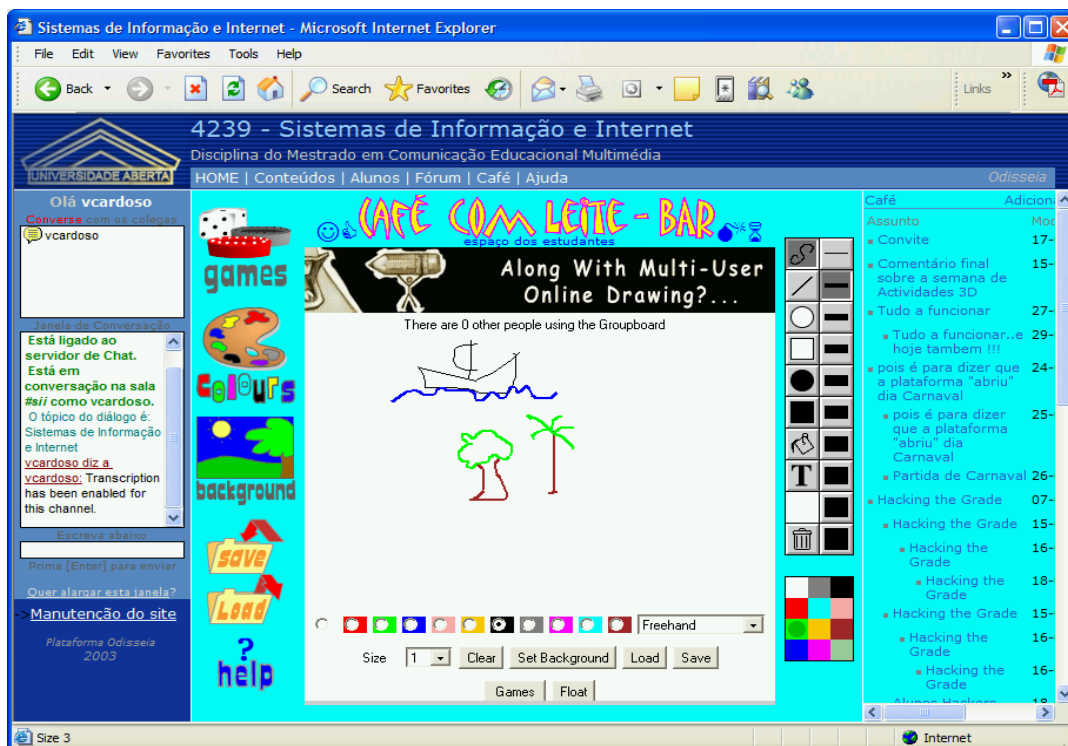 Sistemas de Informação e Internet - Microsoft Internet Explorer
File Edit View Favorites Tools Help
Back Search Favorites Links »
4239 - Sistemas de Informação e Internet
Disciplina do Mestrado em Comunicação Educacional Multimédia
UNIVERSIDADE ABERTA
HOME | Conteúdos | Alunos | Fórum | Café | Ajuda
Odisseia
Olá vcardoso
Converse com os colegas
vcardoso
Janela de Conversação
Está ligado ao
servidor de Chat.
Está em
conversação na sala
#sii como vcardoso.
O tópico do diálogo é:
Sistemas de Informação
e Internet
vcardoso diz a
vcardoso: Transcription
has been enabled for
this channel.
Escreva abaixo
Prima [Enter] para enviar
Quer alargar esta janela?
->Manutenção do site
Plataforma Odisseia
2003
games
Colours
background
save
Load
?
help
CAFÉ COM LEITE - BAR
espaço dos estudantes
Along With Multi-User
Online Drawing?...
There are 0 other people using the Groupboard
T
Freehand
Size 1 Clear Set Background Load Save
Games Float
Café Adiciona
Assunto Mod
Convite 17-
Comentário final 15-
sobre a semana de
Actividades 3D
Tudo a funcionar 27-
Tudo a funcionar..e 29-
hoje tambem !!!
pois é para dizer que 24-
a plataforma "abriu"
dia Carnaval
pois é para dizer 25-
que a plataforma
"abriu" dia
Carnaval
Partida de Carnaval 26-
Hacking the Grade 07-
Hacking the Grade 15-
Hacking the 16-
Grade
Hacking the 18-
Grade
Hacking the Grade 15-
Hacking the 16-
Grade
Hacking the 16-
Grade
Alunos Hackers 18-
Size 3
Internet